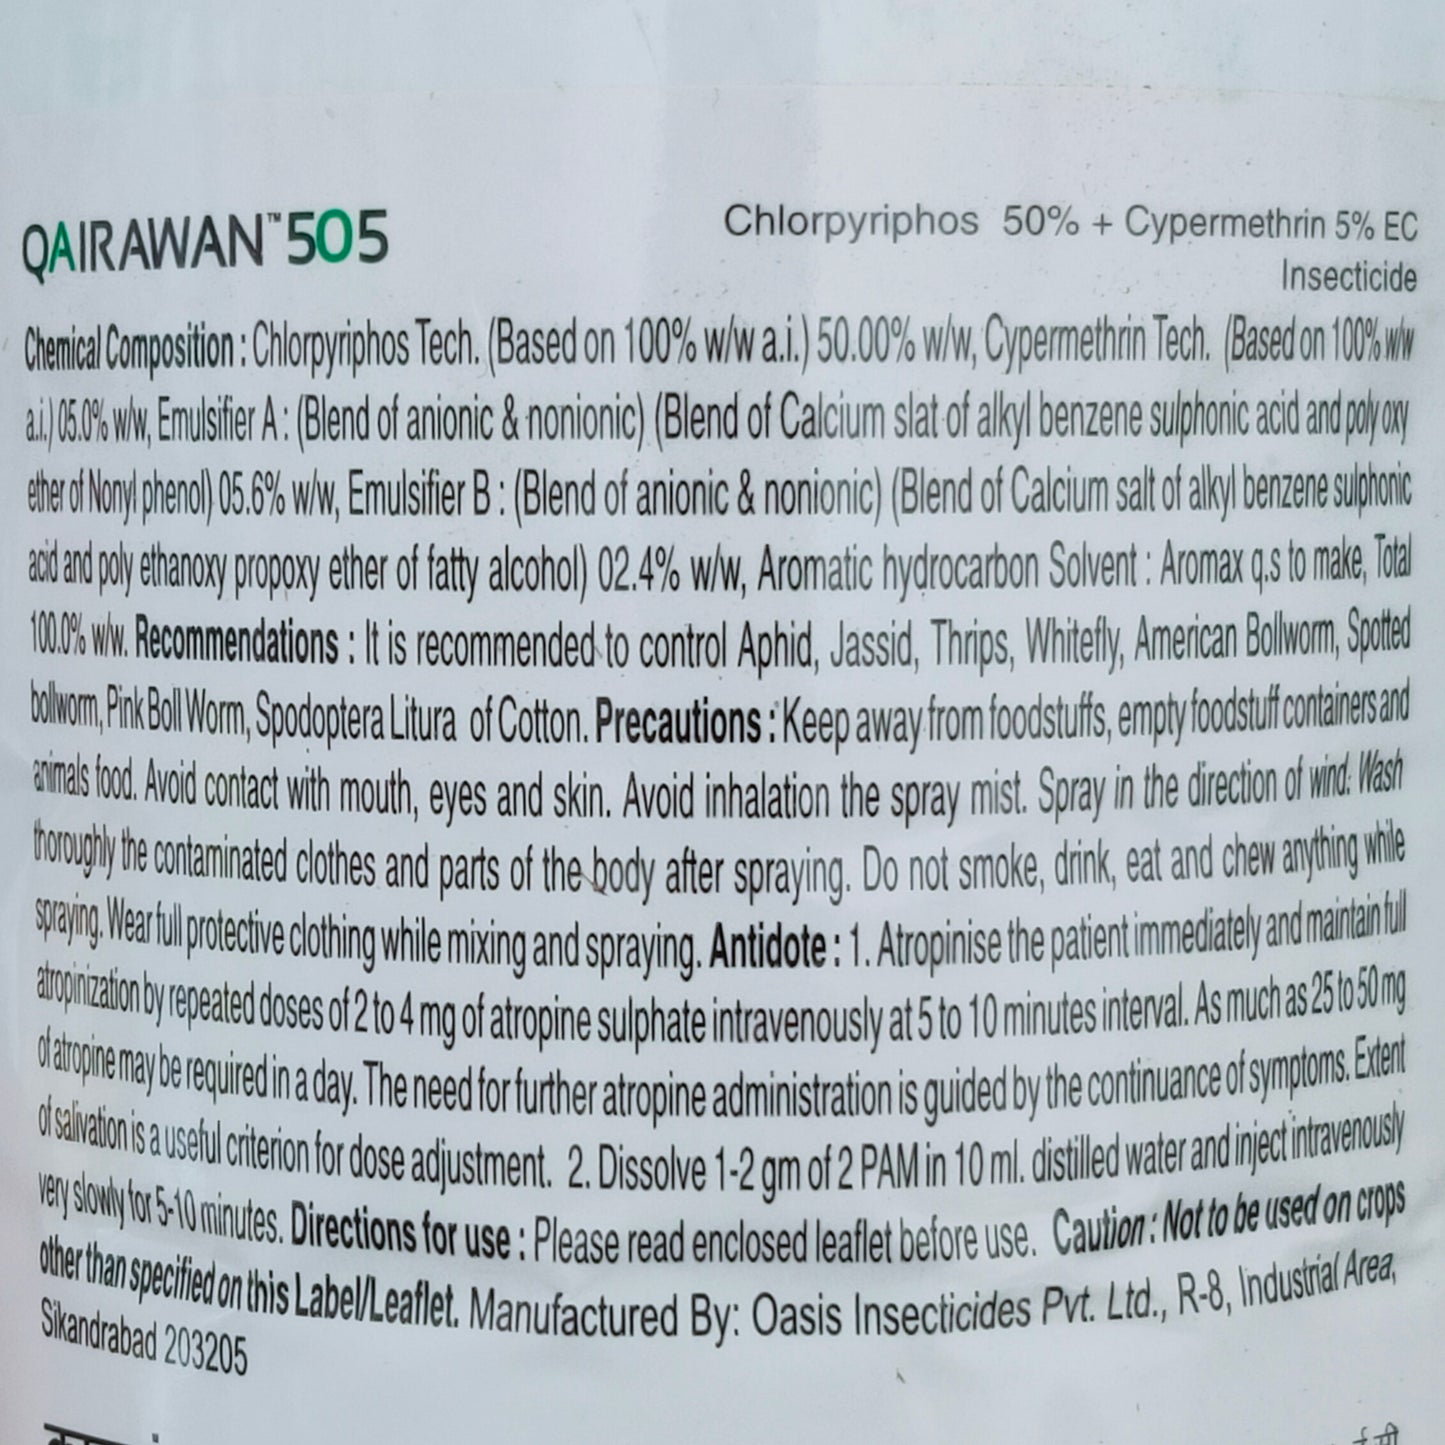 QAIRAWAN™505
Chlorpyriphos 50% + Cypermethrin 5% EC
Insecticide
Chemical Composition : Chlorpyriphos Tech. (Based on 100% w/w a.i.) 50.00% w/w, Cypermethrin Tech. (Based on 100% w/w
a.i.) 05.0% w/w, Emulsifier A : (Blend of anionic & nonionic) (Blend of Calcium slat of alkyl benzene sulphonic acid and poly oxy
ether of Nonyl phenol) 05.6% w/w, Emulsifier B : (Blend of anionic & nonionic) (Blend of Calcium salt of alkyl benzene sulphonic
acid and poly ethanoxy propoxy ether of fatty alcohol) 02.4% w/w, Aromatic hydrocarbon Solvent : Aromax q.s to make, Total
100.0% w/w. Recommendations : It is recommended to control Aphid, Jassid, Thrips, Whitefly, American Bollworm, Spotted
bollworm, Pink Boll Worm, Spodoptera Litura of Cotton. Precautions : Keep away from foodstuffs, empty foodstuff containers and
animals food. Avoid contact with mouth, eyes and skin. Avoid inhalation the spray mist. Spray in the direction of wind. Wash
thoroughly the contaminated clothes and parts of the body after spraying. Do not smoke, drink, eat and chew anything while
spraying. Wear full protective clothing while mixing and spraying. Antidote : 1. Atropinise the patient immediately and maintain full
atropinization by repeated doses of 2 to 4 mg of atropine sulphate intravenously at 5 to 10 minutes interval. As much as 25 to 50 mg
of atropine may be required in a day. The need for further atropine administration is guided by the continuance of symptoms. Extent
of salivation is a useful criterion for dose adjustment. 2. Dissolve 1-2 gm of 2 PAM in 10 ml. distilled water and inject intravenously
very slowly for 5-10 minutes. Directions for use : Please read enclosed leaflet before use. Caution : Not to be used on crops
other than specified on this Label/Leaflet. Manufactured By: Oasis Insecticides Pvt. Ltd., R-8, Industrial Area,
Sikandrabad 203205